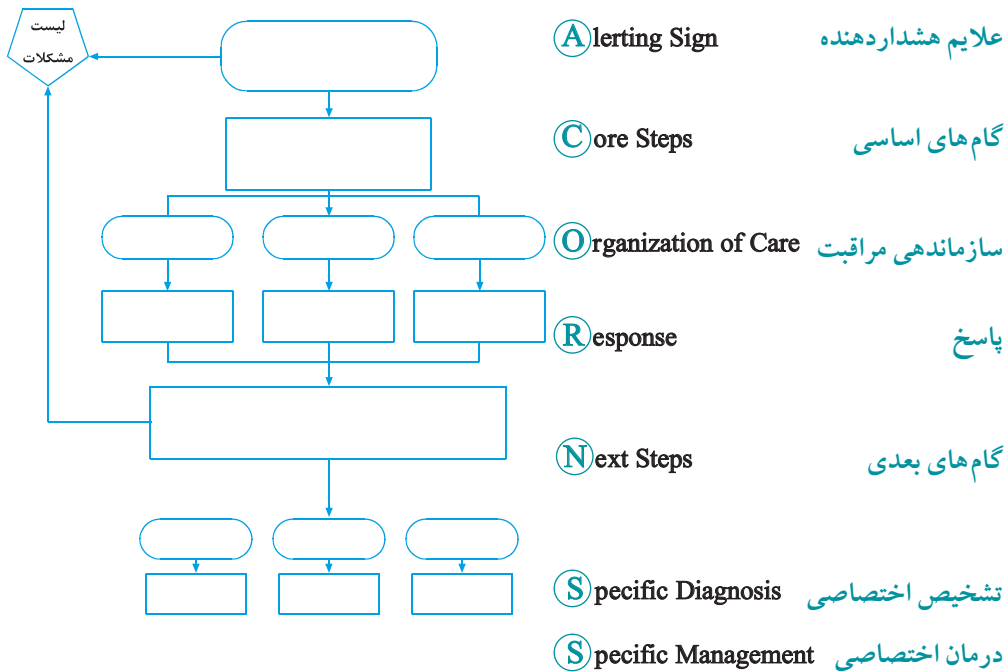 لیست
مشکلات
Alerting Sign علایم هشداردهنده
Core Steps گام‌های اساسی
Organization of Care سازماندهی مراقبت
Response پاسخ
Next Steps گام‌های بعدی
Specific Diagnosis تشخیص اختصاصی
Specific Management درمان اختصاصی